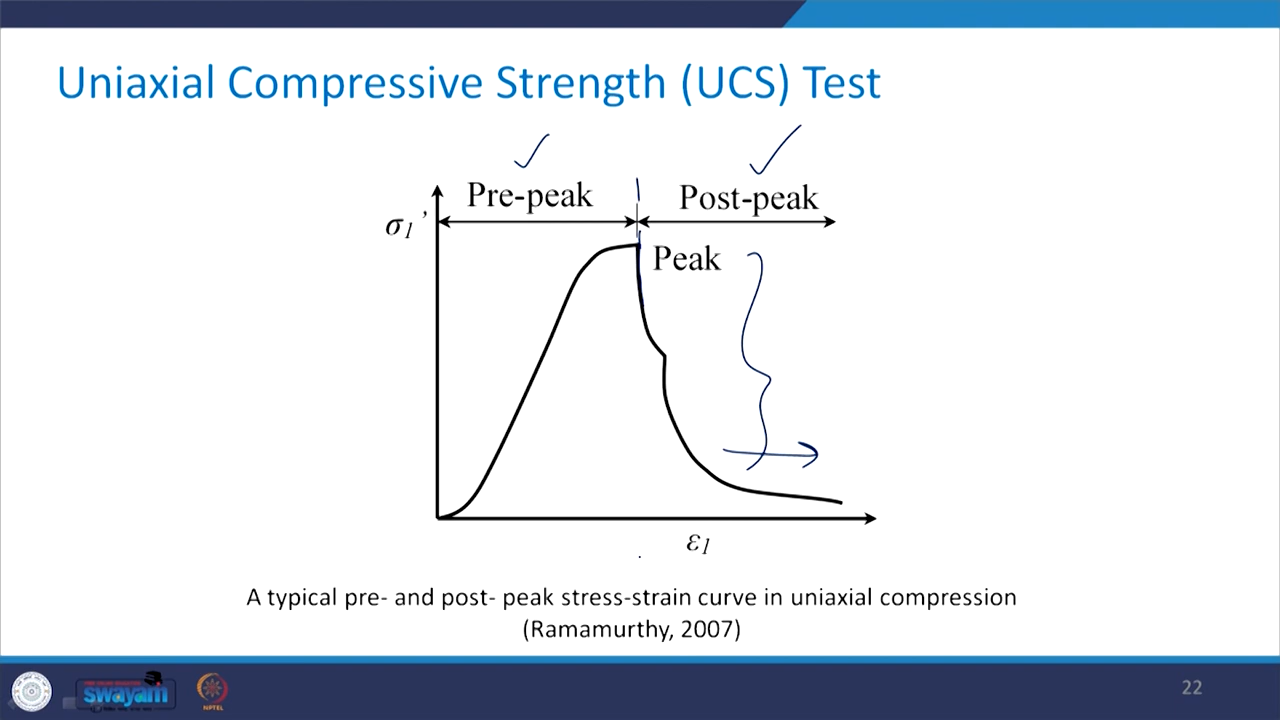 Uniaxial Compressive Strength (UCS) Test
Pre-peak
Post-peak
σ1’
Peak
ε1
A typical pre- and post- peak stress-strain curve in uniaxial compression
(Ramamurthy, 2007)
swayam
NPTEL
22